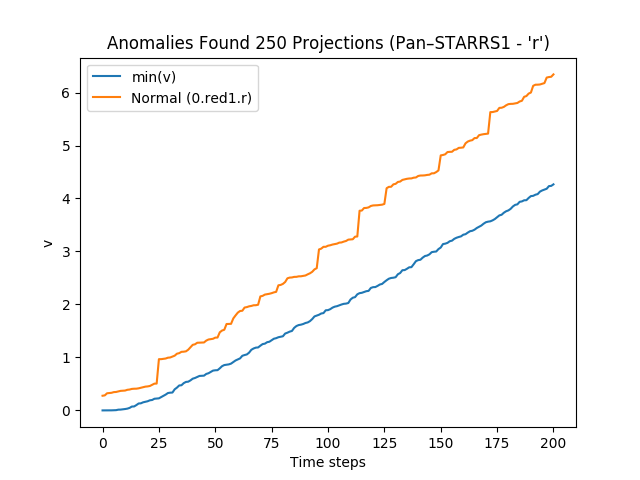 Anomalies Found 250 Projections (Pan–STARRS1 - 'r')
min(v)
Normal (0.red1.r)
6
5
4
3
2
1
0
v
0 25 50 75 100 125 150 175 200
Time steps